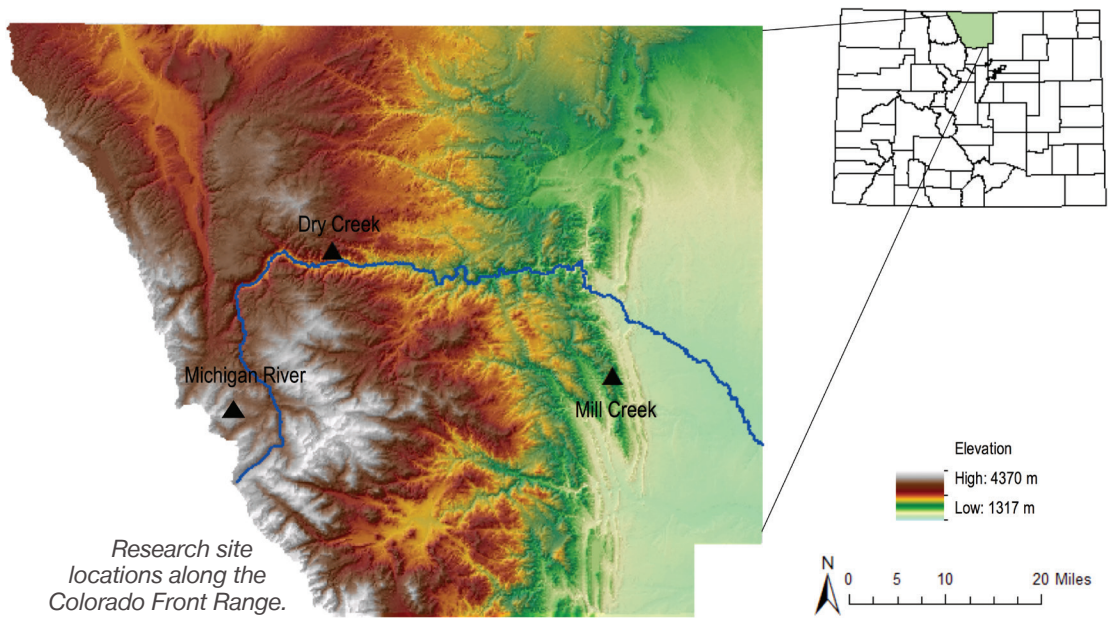 Dry Creek
Michigan River
Mill Creek
Research site
locations along the
Colorado Front Range.
Elevation
High: 4370 m
Low: 1317 m
N
0 5 10 20 Miles